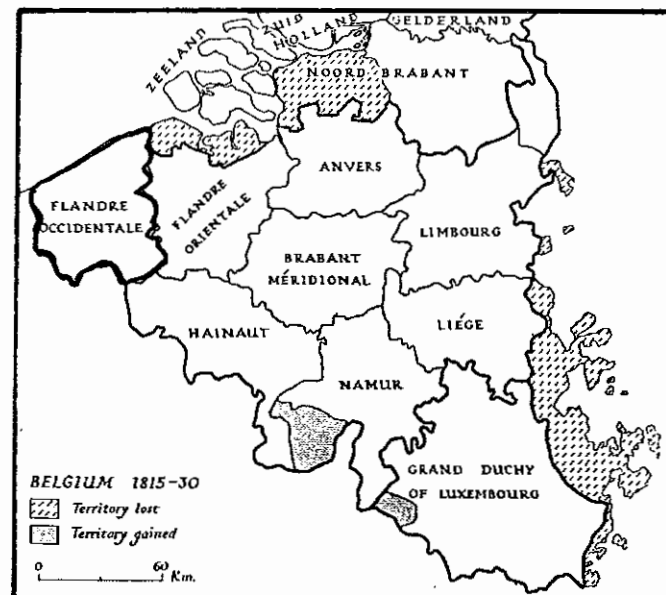 GELDERLAND
ZUID
HOLLAND
ZEELAND
NOORD BRABANT
ANVERS
FLANDRE
OCCIDENTALE
FLANDRE
ORIENTALE
LIMBOURG
BRABANT
MÉRIDIONAL
HAINAUT
LIÉGE
NAMUR
GRAND DUCHY
OF LUXEMBOURG
BELGIUM 1815-30
Territory lost
Territory gained
0 60
Km.